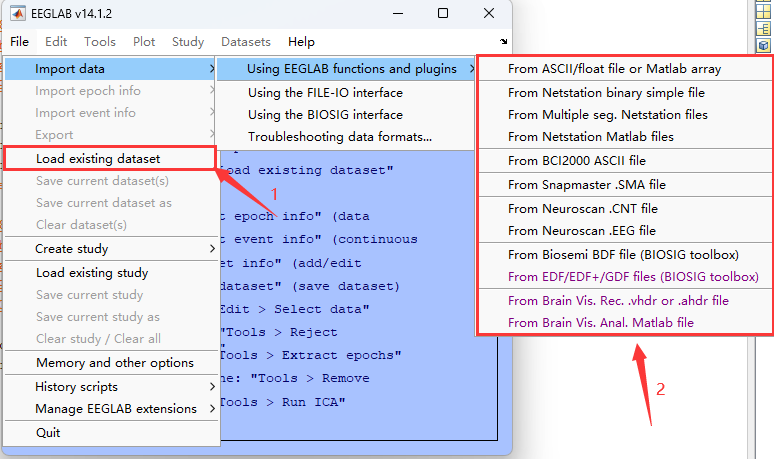 EEGLAB v14.1.2
File Edit Tools Plot Study Datasets Help
Import data
Import epoch info
Import event info
Export
Load existing dataset
Save current dataset(s)
Save current dataset as
Clear dataset(s)
Create study
Load existing study
Save current study
Save current study as
Clear study / Clear all
Memory and other options
History scripts
Manage EEGLAB extensions
Quit
Using EEGLAB functions and plugins
Using the FILE-IO interface
Using the BIOSIG interface
Troubleshooting data formats...
From ASCII/float file or Matlab array
From Netstation binary simple file
From Multiple seg. Netstation files
From Netstation Matlab files
From BCI2000 ASCII file
From Snapmaster .SMA file
From Neuroscan .CNT file
From Neuroscan .EEG file
From Biosemi BDF file (BIOSIG toolbox)
From EDF/EDF+/GDF files (BIOSIG toolbox)
From Brain Vis. Rec. .vhdr or .ahdr file
From Brain Vis. Anal. Matlab file
oad existing dataset"
1
t epoch info" (data
t event info" (continuous
et info" (add/edit
dataset" (save dataset)
Edit > Select data"
"Tools > Reject
"Tools > Extract epochs"
ne: "Tools > Remove
Tools > Run ICA"
2